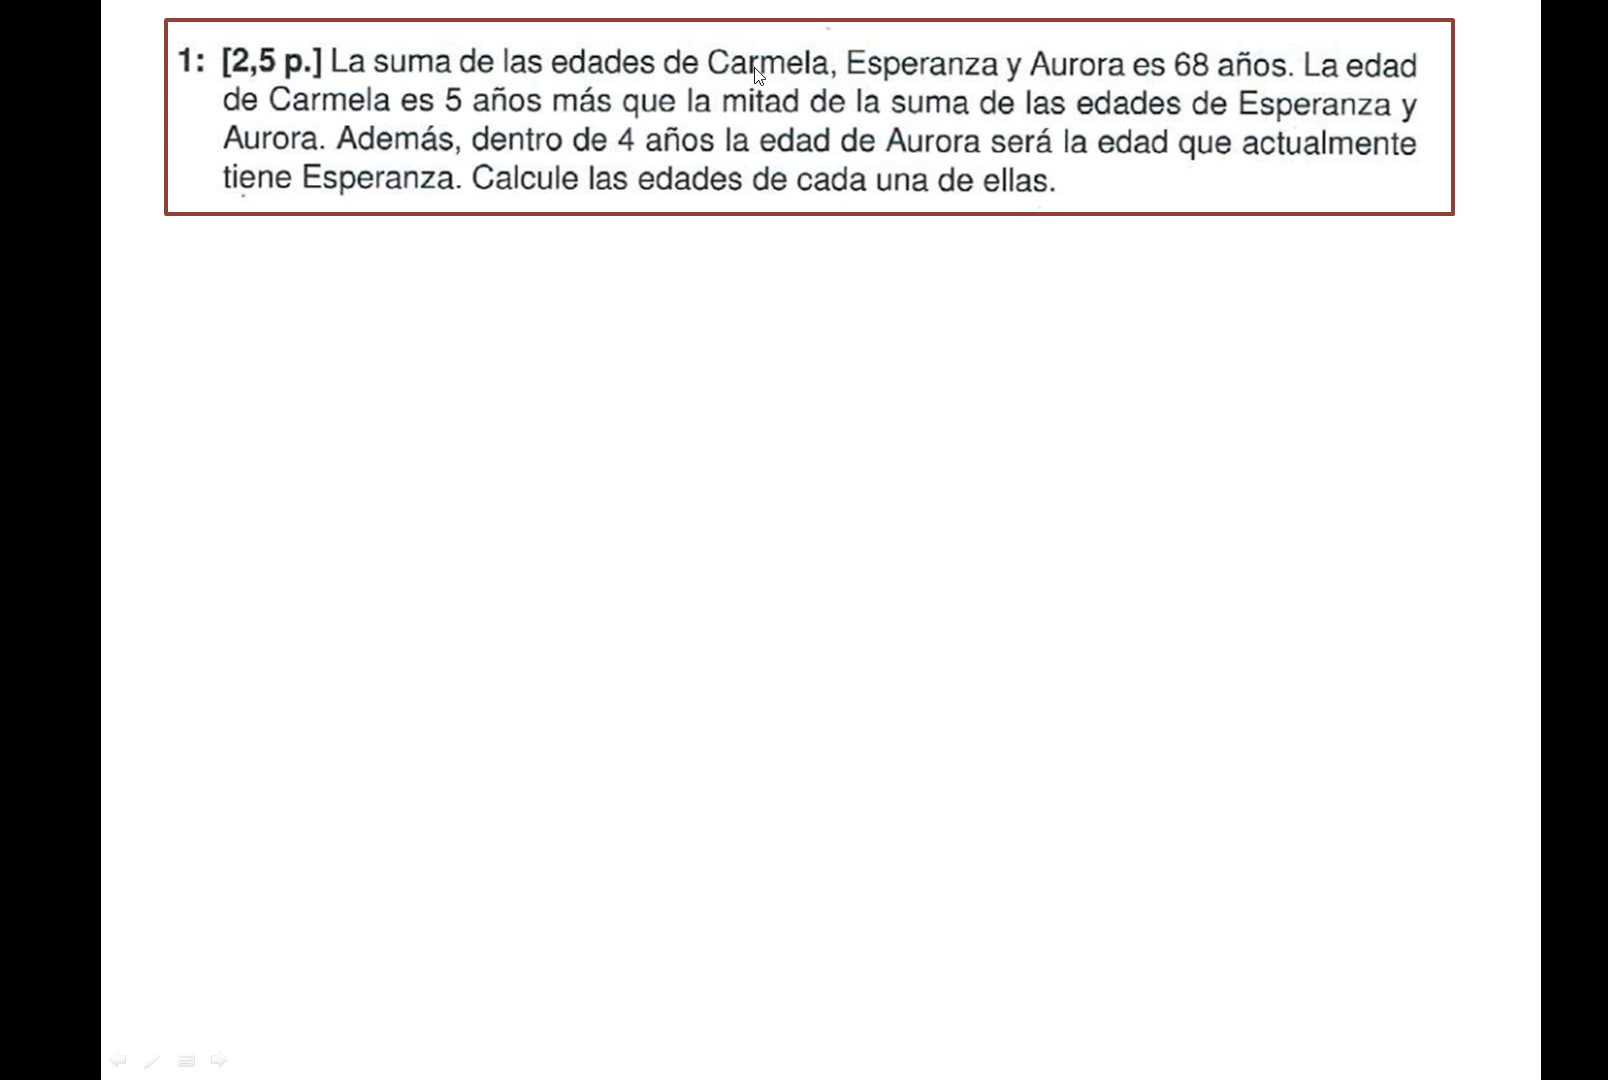 1: [2,5 p.] La suma de las edades de Carmela, Esperanza y Aurora es 68 años. La edad
de Carmela es 5 años más que la mitad de la suma de las edades de Esperanza y
Aurora. Además, dentro de 4 años la edad de Aurora será la edad que actualmente
tiene Esperanza. Calcule las edades de cada una de ellas.